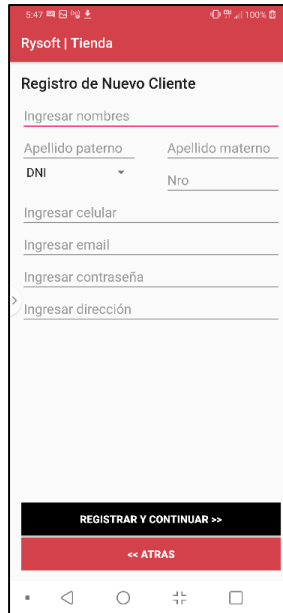 5:47 100%
Rysoft | Tienda
Registro de Nuevo Cliente
Ingresar nombres
Apellido paterno Apellido materno
DNI Nro
Ingresar celular
Ingresar email
Ingresar contraseña
Ingresar dirección
REGISTRAR Y CONTINUAR >>
<< ATRAS